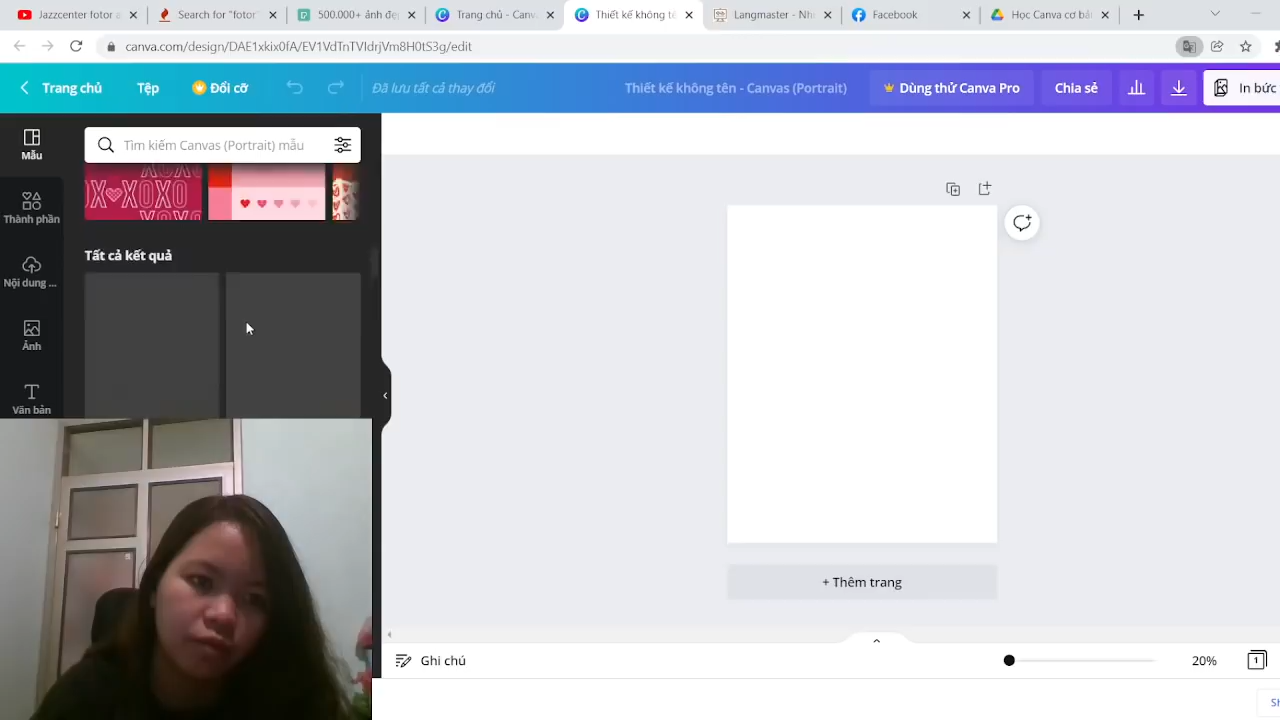 Jazzcenter fotor a
Search for "fotor"
500.000+ ảnh đẹ
Trang chủ - Canv
Thiết kế không tê
Langmaster - Nh
Facebook
Học Canva cơ bả
canva.com/design/DAE1xkix0fA/EV1VdTnTVIdrjVm8H0tS3g/edit
Trang chủ
Tệp
Đổi cỡ
Đã lưu tất cả thay đổi
Thiết kế không tên - Canvas (Portrait)
Dùng thử Canva Pro
Chia sẻ
In bức
Mẫu
Tìm kiếm Canvas (Portrait) mẫu
XOXO
Thành phần
Tất cả kết quả
Nội dung ...
Ảnh
Văn bản
+ Thêm trang
Ghi chú
20%
1